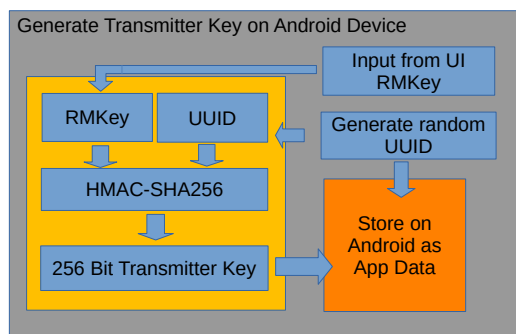 Generate Transmitter Key on Android Device
Input from UI
RMKey
RMKey
UUID
Generate random
UUID
HMAC-SHA256
Store on
Android as
App Data
256 Bit Transmitter Key